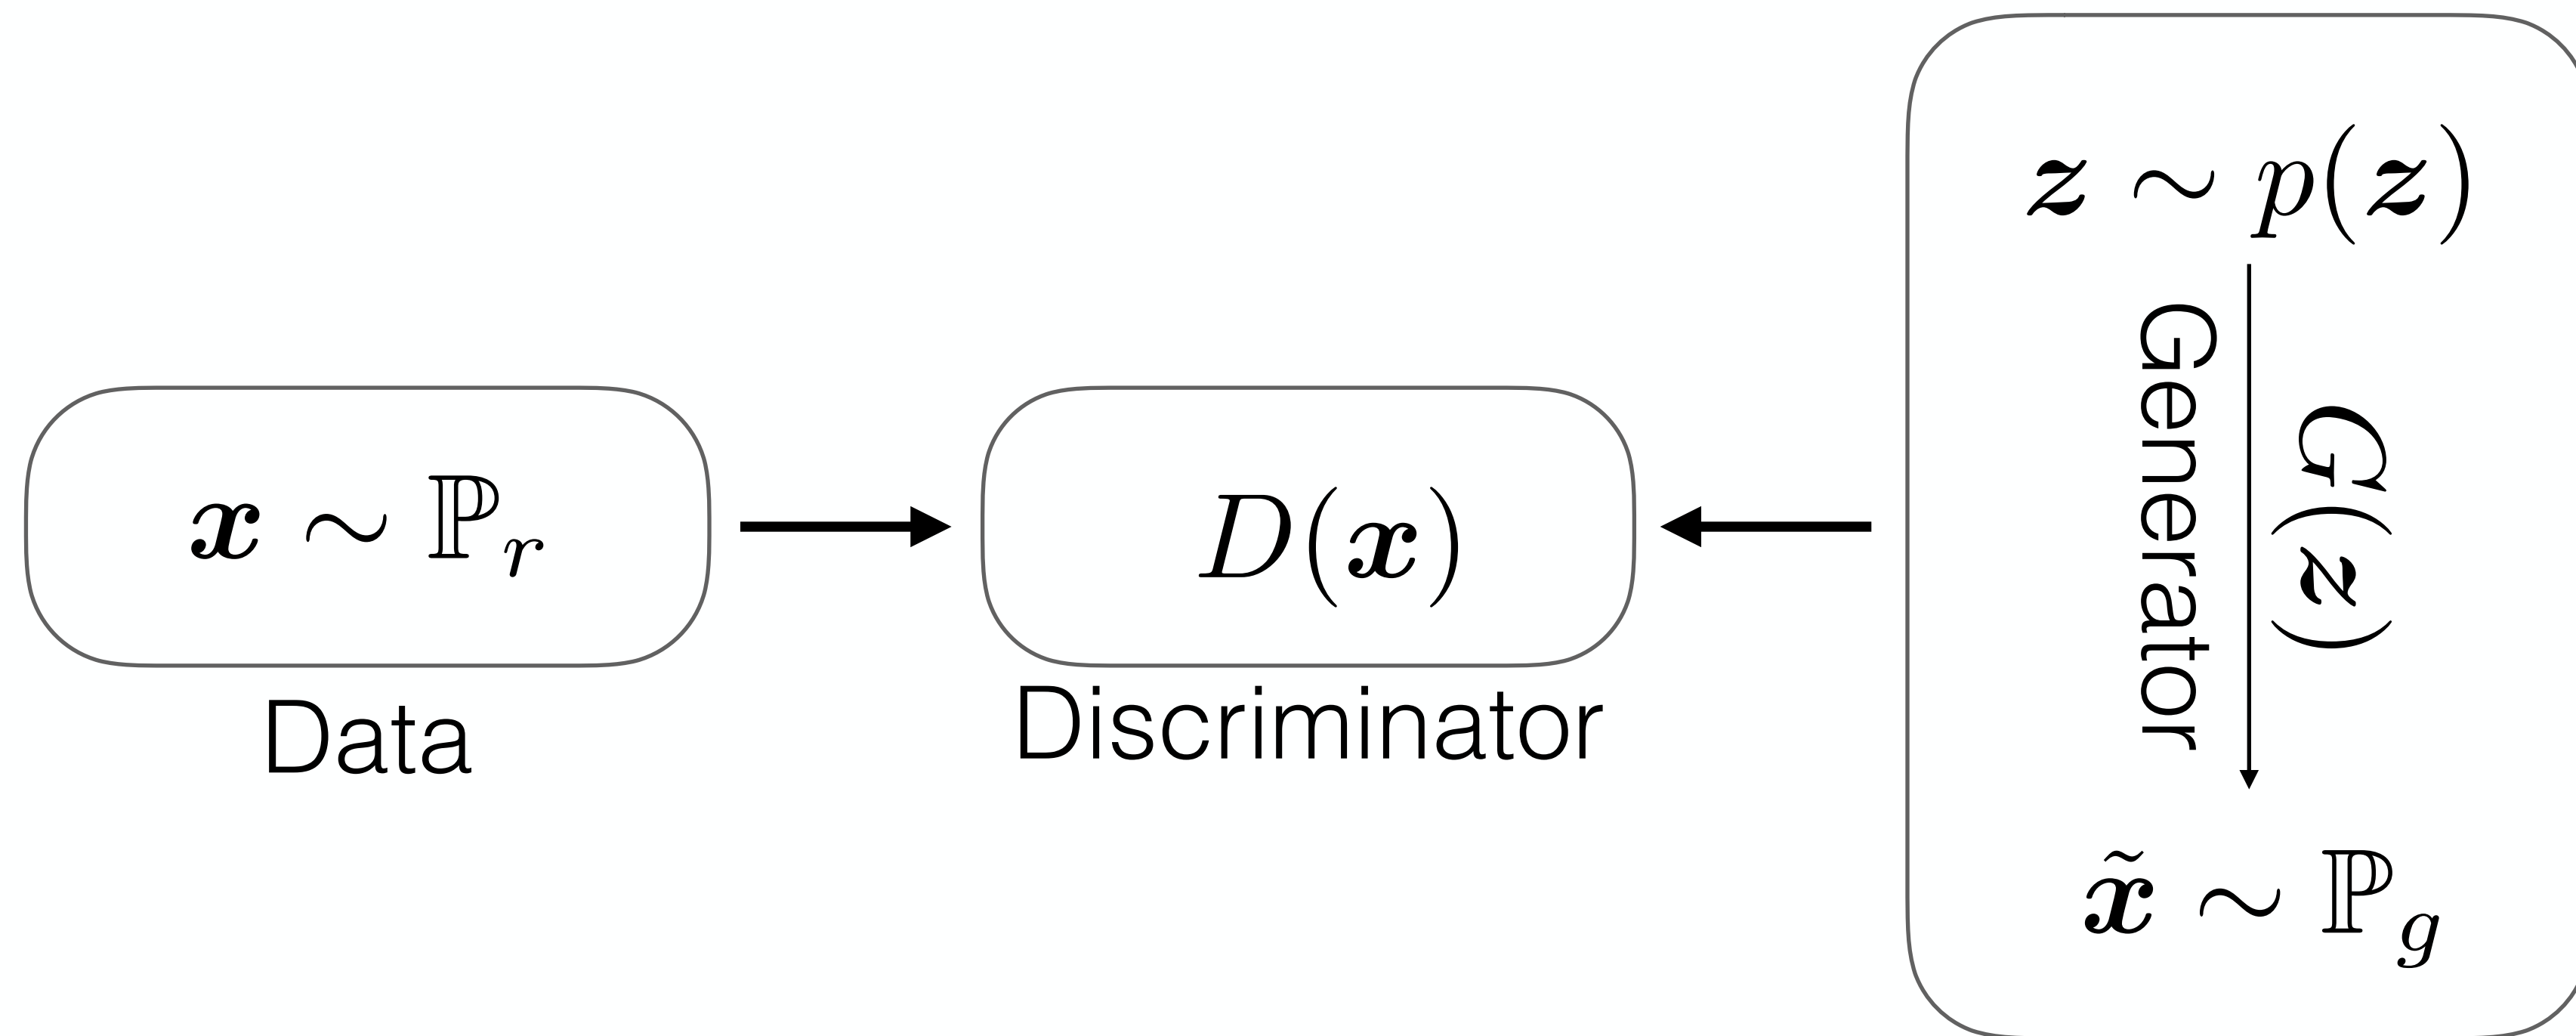 x ∼ ℙ_r
Data
D(x)
Discriminator
z ∼ p(z)
Generator
G(z)
x̃ ∼ ℙ_g